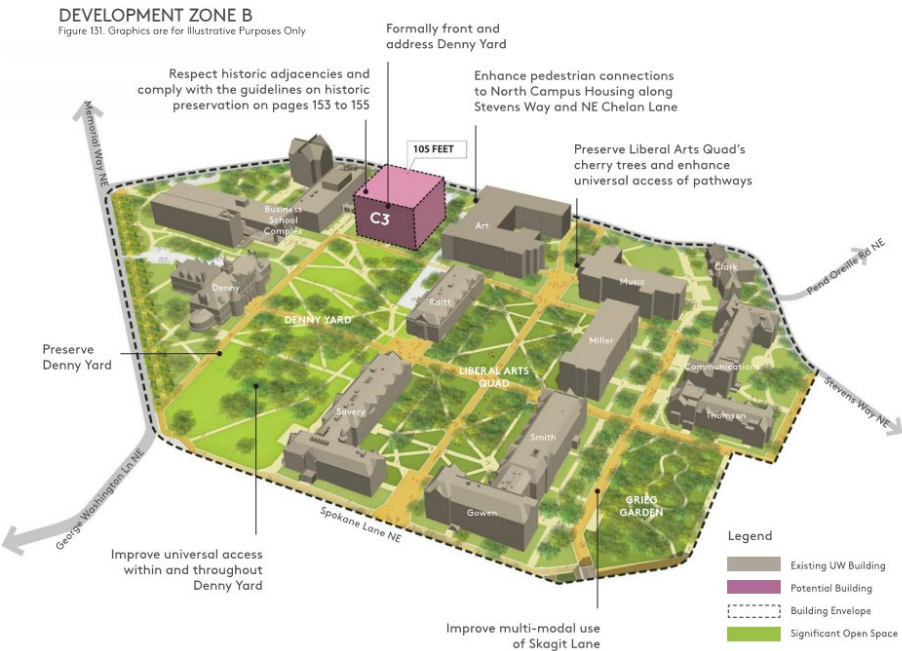 DEVELOPMENT ZONE B
Figure 131. Graphics are for Illustrative Purposes Only
Formally front and
address Denny Yard
Respect historic adjacencies and
comply with the guidelines on historic
preservation on pages 153 to 155
Enhance pedestrian connections
to North Campus Housing along
Stevens Way and NE Chelan Lane
105 FEET
Preserve Liberal Arts Quad's
cherry trees and enhance
universal access of pathways
Memorial Way NE
Business
School
Complex
C3
Art
Clark
Pend Oreille Rd NE
Denny
Music
Raitt
DENNY YARD
Miller
Preserve
Denny Yard
LIBERAL ARTS
QUAD
Communications
Stevens Way NE
Savery
Thomson
Smith
George Washington Ln NE
Spokane Lane NE
Gowen
GRIEG
GARDEN
Improve universal access
within and throughout
Denny Yard
Improve multi-modal use
of Skagit Lane
Legend
Existing UW Building
Potential Building
Building Envelope
Significant Open Space